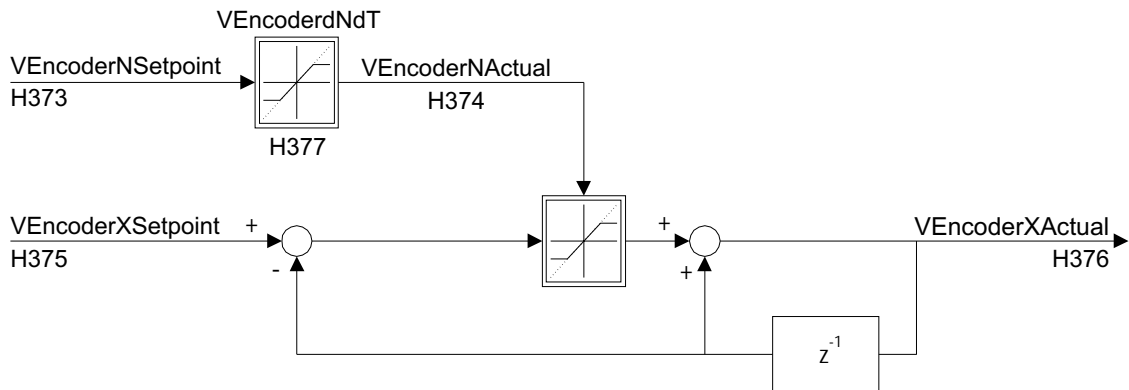 VEncoderdNdT
VEncoderNSetpoint
H373
VEncoderNActual
H374
H377
VEncoderXSetpoint
H375
+
-
+
+
VEncoderXActual
H376
z-1